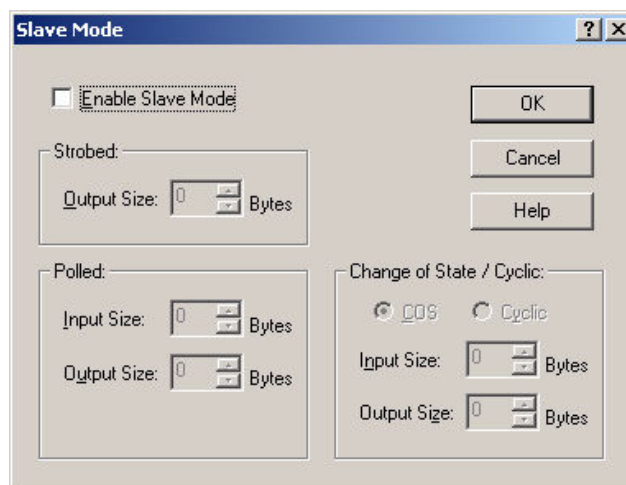 Slave Mode
Enable Slave Mode
OK
Strobed:
Cancel
Output Size: 0 Bytes
Help
Polled:
Input Size: 0 Bytes
Output Size: 0 Bytes
Change of State / Cyclic:
COS Cyclic
Input Size: 0 Bytes
Output Size: 0 Bytes